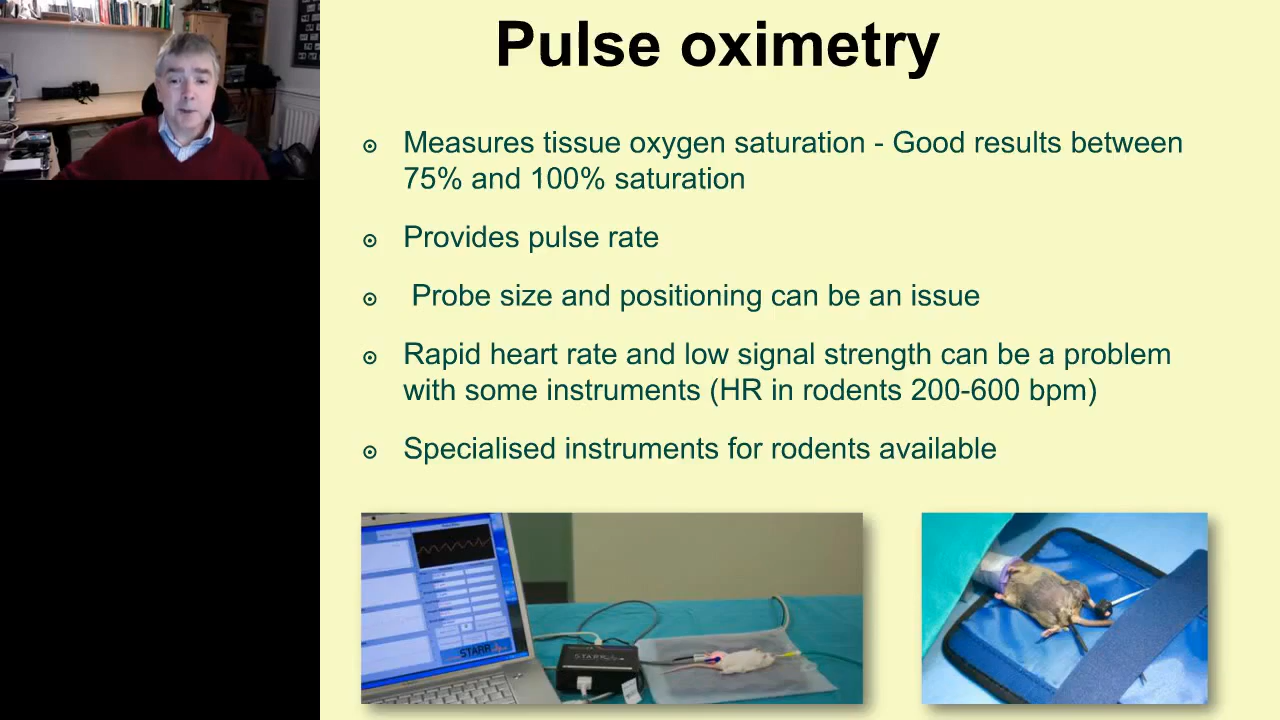 Pulse oximetry
Measures tissue oxygen saturation - Good results between
75% and 100% saturation
Provides pulse rate
Probe size and positioning can be an issue
Rapid heart rate and low signal strength can be a problem
with some instruments (HR in rodents 200-600 bpm)
Specialised instruments for rodents available
STARR
STARR